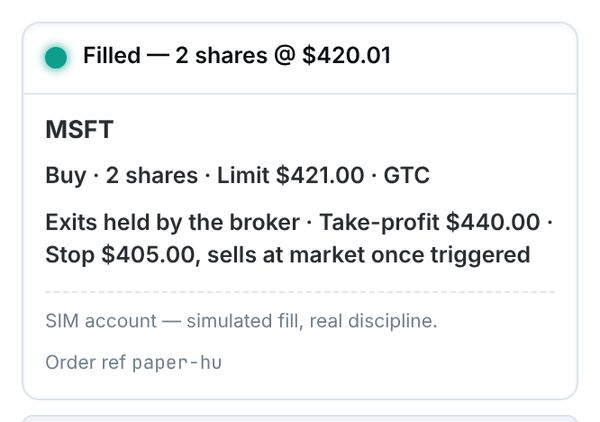 Filled — 2 shares @ $420.01
MSFT
Buy · 2 shares · Limit $421.00 · GTC
Exits held by the broker · Take-profit $440.00 ·
Stop $405.00, sells at market once triggered
SIM account — simulated fill, real discipline.
Order ref paper-hu